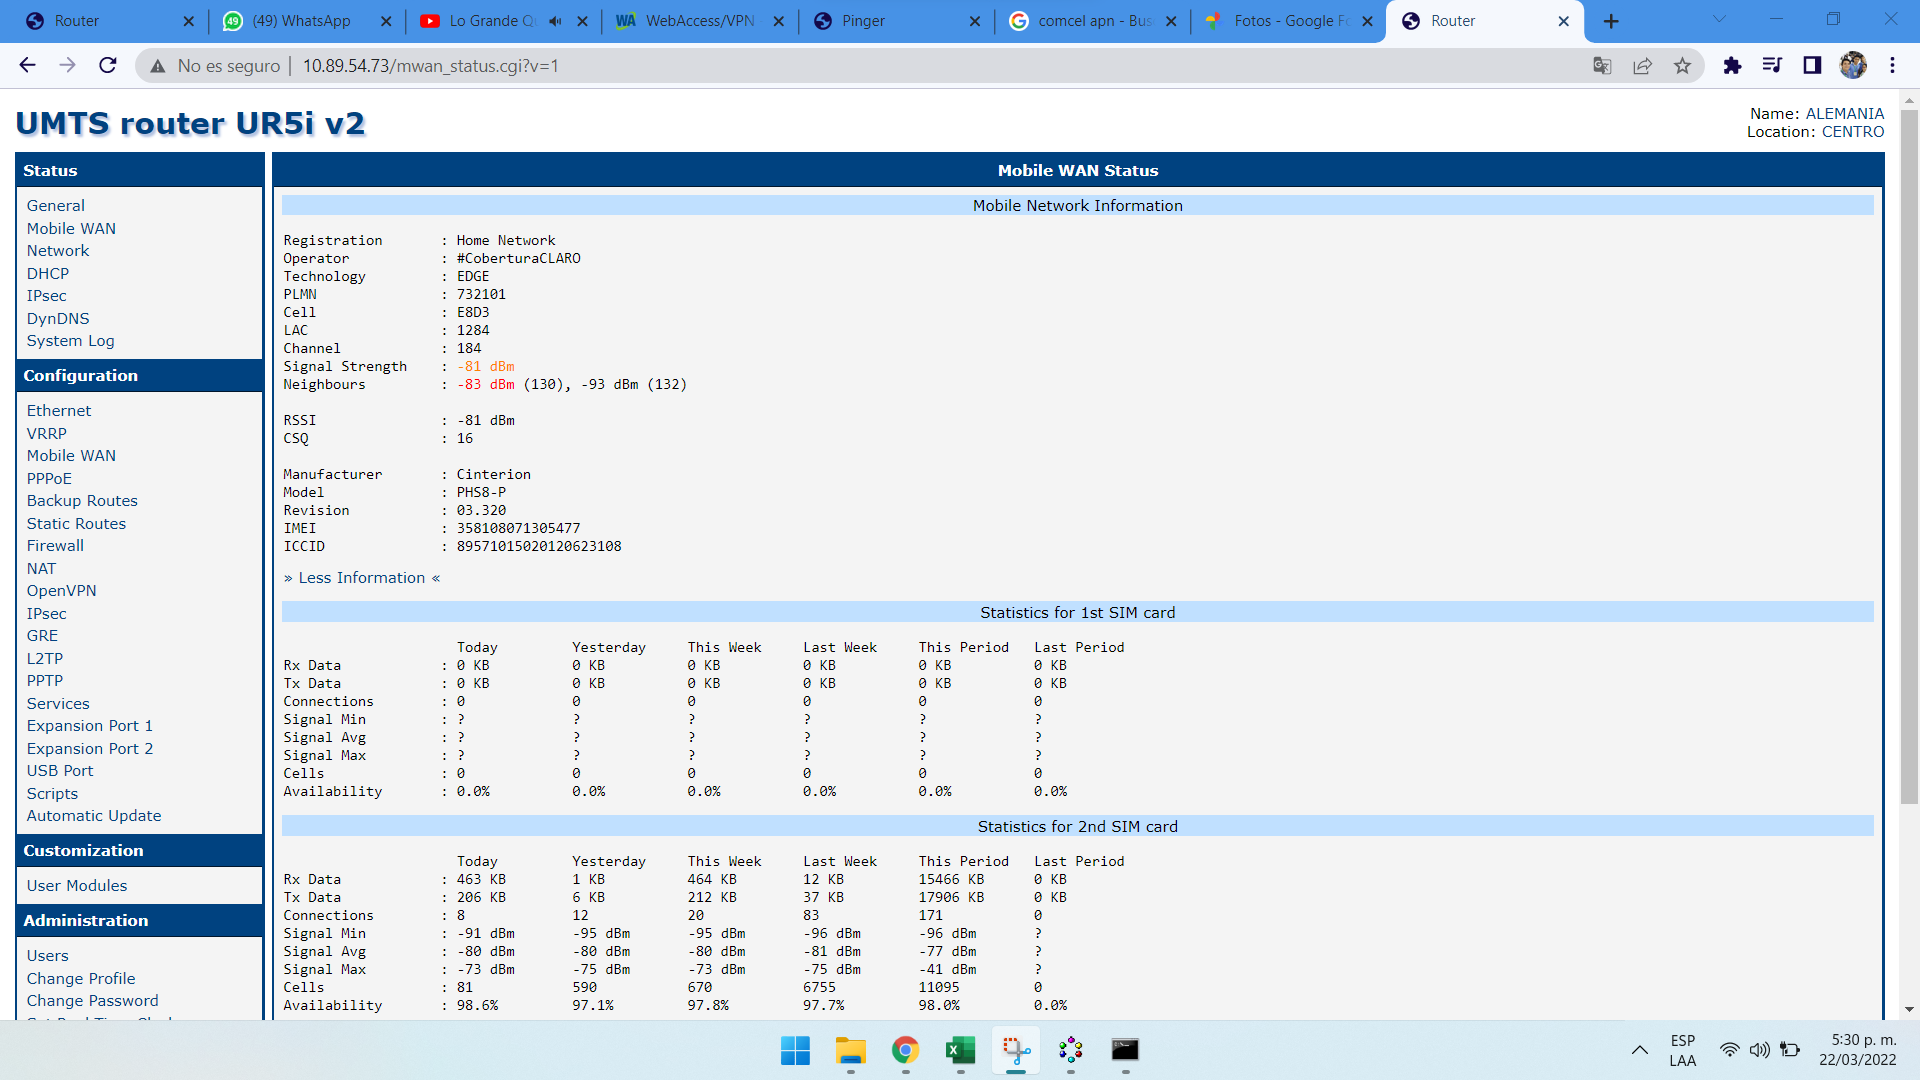 Router
(49) WhatsApp
Lo Grande Q
WebAccess/VPN
Pinger
comcel apn - Bus
Fotos - Google Fo
Router
No es seguro | 10.89.54.73/mwan_status.cgi?v=1
UMTS router UR5i v2
Name: ALEMANIA
Location: CENTRO
Status
General
Mobile WAN
Network
DHCP
IPsec
DynDNS
System Log
Configuration
Ethernet
VRRP
Mobile WAN
PPPoE
Backup Routes
Static Routes
Firewall
NAT
OpenVPN
IPsec
GRE
L2TP
PPTP
Services
Expansion Port 1
Expansion Port 2
USB Port
Scripts
Automatic Update
Customization
User Modules
Administration
Users
Change Profile
Change Password
Mobile WAN Status
Mobile Network Information
Registration : Home Network
Operator : #CoberturaCLARO
Technology : EDGE
PLMN : 732101
Cell : E8D3
LAC : 1284
Channel : 184
Signal Strength : -81 dBm
Neighbours : -83 dBm (130), -93 dBm (132)
RSSI : -81 dBm
CSQ : 16
Manufacturer : Cinterion
Model : PHS8-P
Revision : 03.320
IMEI : 358108071305477
ICCID : 89571015020120623108
» Less Information «
Statistics for 1st SIM card
Today Yesterday This Week Last Week This Period Last Period
Rx Data : 0 KB 0 KB 0 KB 0 KB 0 KB 0 KB
Tx Data : 0 KB 0 KB 0 KB 0 KB 0 KB 0 KB
Connections : 0 0 0 0 0 0
Signal Min : ? ? ? ? ? ?
Signal Avg : ? ? ? ? ? ?
Signal Max : ? ? ? ? ? ?
Cells : 0 0 0 0 0 0
Availability : 0.0% 0.0% 0.0% 0.0% 0.0% 0.0%
Statistics for 2nd SIM card
Today Yesterday This Week Last Week This Period Last Period
Rx Data : 463 KB 1 KB 464 KB 12 KB 15466 KB 0 KB
Tx Data : 206 KB 6 KB 212 KB 37 KB 17906 KB 0 KB
Connections : 8 12 20 83 171 0
Signal Min : -91 dBm -95 dBm -95 dBm -96 dBm -96 dBm ?
Signal Avg : -80 dBm -80 dBm -80 dBm -81 dBm -77 dBm ?
Signal Max : -73 dBm -75 dBm -73 dBm -75 dBm -41 dBm ?
Cells : 81 590 670 6755 11095 0
Availability : 98.6% 97.1% 97.8% 97.7% 98.0% 0.0%
ESP
LAA
5:30 p. m.
22/03/2022